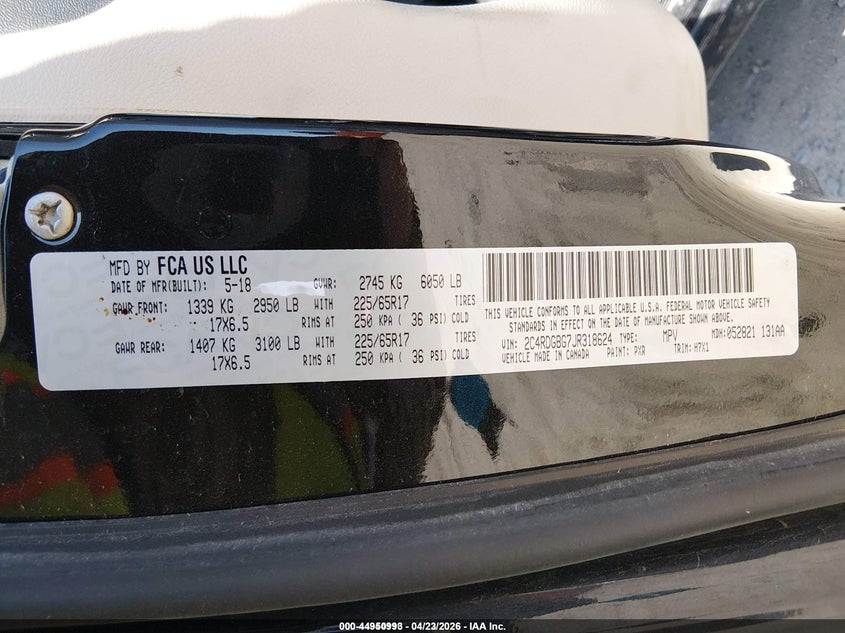 MFD BY FCA US LLC
DATE OF MFR(BUILT): 5-18 GVWR: 2745 KG 6050 LB
GAWR FRONT: 1339 KG 2950 LB WITH 225/65R17 TIRES
17X6.5 RIMS AT 250 KPA ( 36 PSI) COLD
GAWR REAR: 1407 KG 3100 LB WITH 225/65R17 TIRES
17X6.5 RIMS AT 250 KPA ( 36 PSI) COLD
THIS VEHICLE CONFORMS TO ALL APPLICABLE U.S.A. FEDERAL MOTOR VEHICLE SAFETY
STANDARDS IN EFFECT ON THE DATE OF MANUFACTURE SHOWN ABOVE.
VIN: 2C4RDGBG7JR318624 TYPE: MPV MDH: 052821 131AA
VEHICLE MADE IN CANADA PAINT: PXR TRIM: H7X1
000-44950993 - 04/23/2026 - IAA Inc.